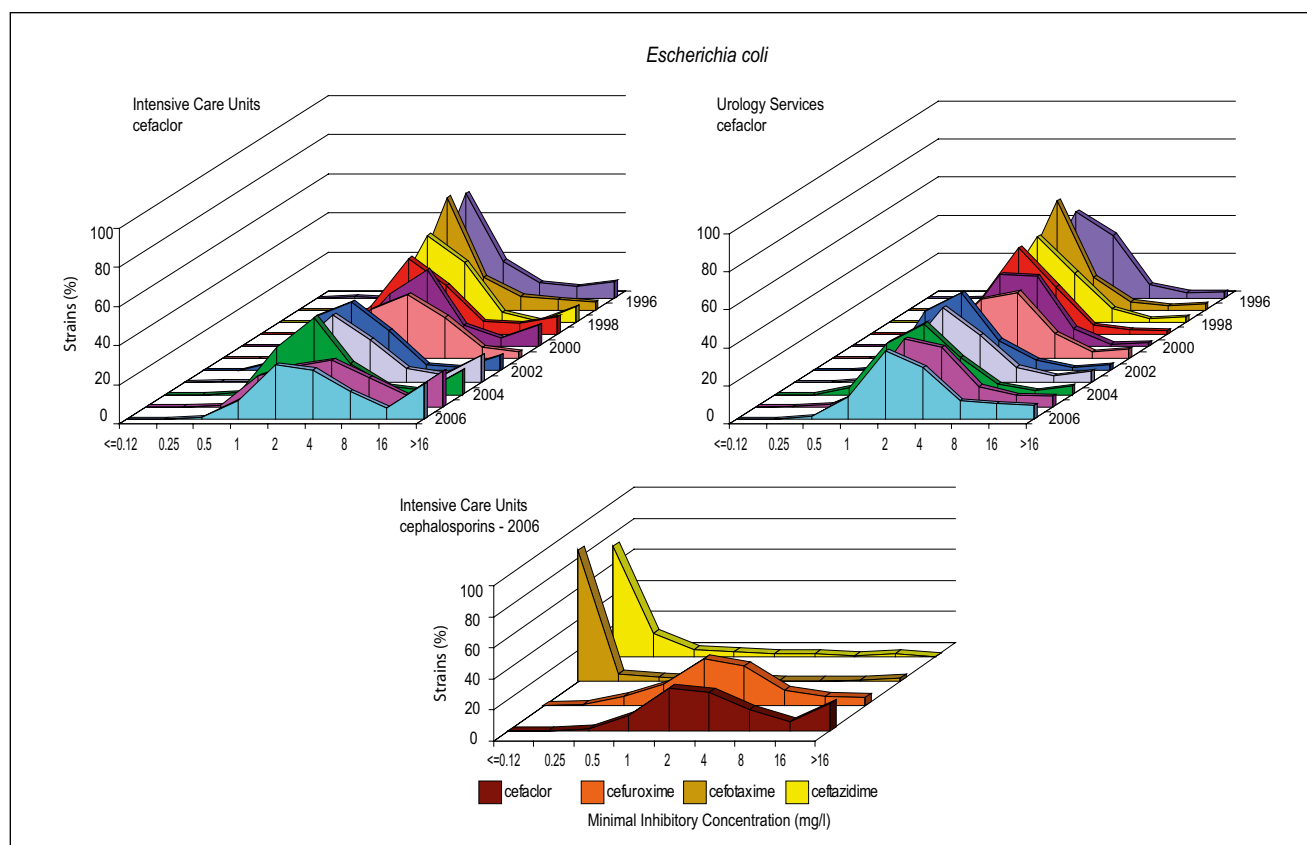 Escherichia coli
Intensive Care Units
cefaclor
Strains (%)
100
80
60
40
20
0
<=0.12 0.25 0.5 1 2 4 8 16 >16
1996
1998
2000
2002
2004
2006
Urology Services
cefaclor
Strains (%)
100
80
60
40
20
0
<=0.12 0.25 0.5 1 2 4 8 16 >16
1996
1998
2000
2002
2004
2006
Intensive Care Units
cephalosporins - 2006
Strains (%)
100
80
60
40
20
0
<=0.12 0.25 0.5 1 2 4 8 16 >16
cefaclor cefuroxime cefotaxime ceftazidime
Minimal Inhibitory Concentration (mg/l)